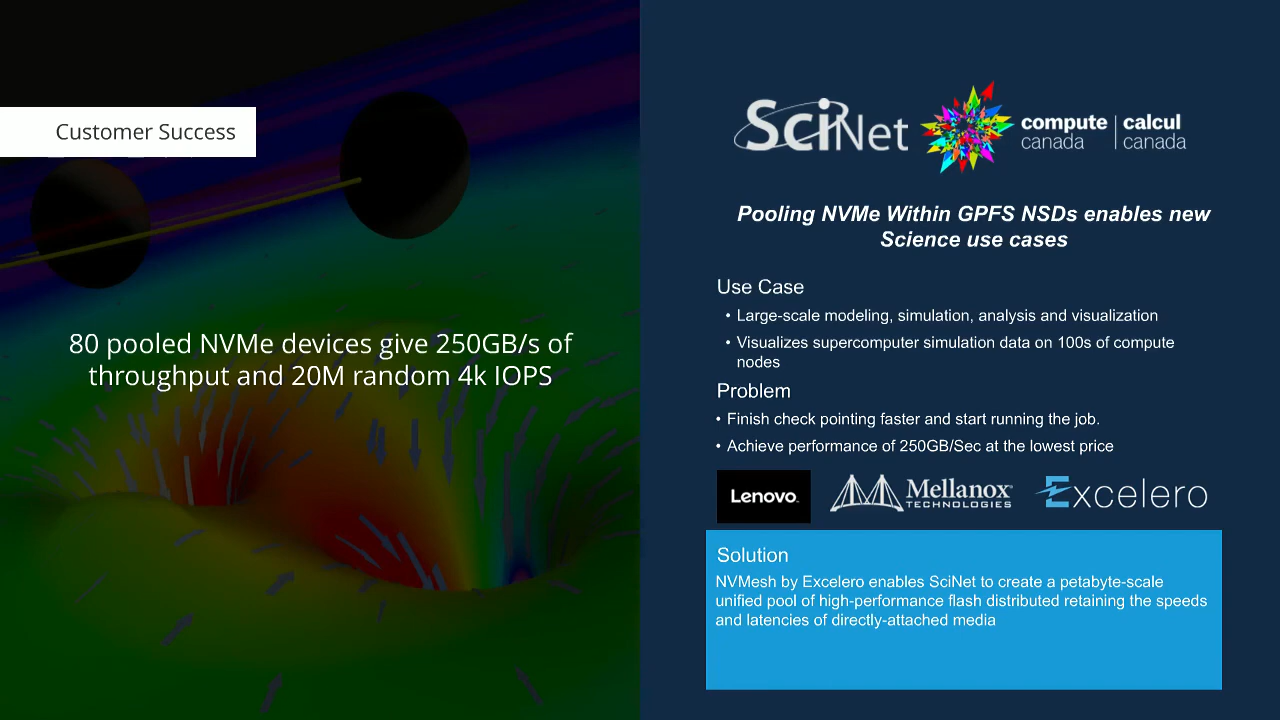 Customer Success
80 pooled NVMe devices give 250GB/s of
throughput and 20M random 4k IOPS
SciNet
compute | calcul
canada | canada
Pooling NVMe Within GPFS NSDs enables new
Science use cases
Use Case
• Large-scale modeling, simulation, analysis and visualization
• Visualizes supercomputer simulation data on 100s of compute
nodes
Problem
• Finish check pointing faster and start running the job.
• Achieve performance of 250GB/Sec at the lowest price
Lenovo
Mellanox
TECHNOLOGIES
Excelero
Solution
NVMesh by Excelero enables SciNet to create a petabyte-scale
unified pool of high-performance flash distributed retaining the speeds
and latencies of directly-attached media